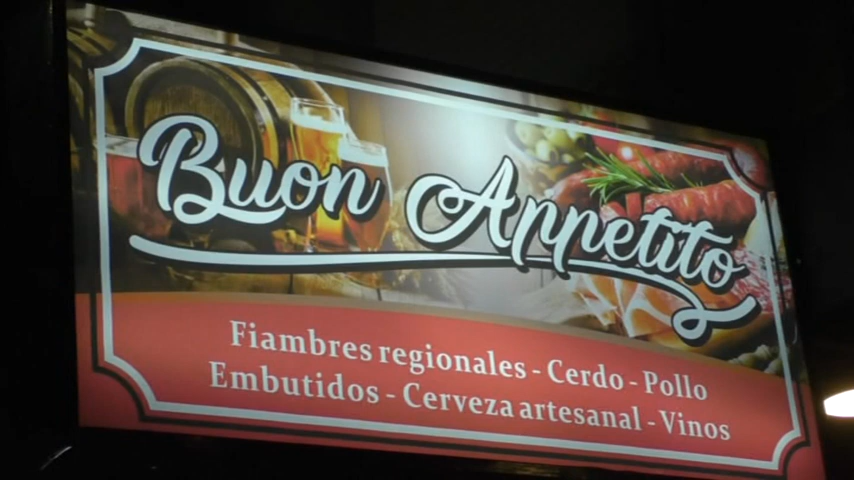 Buon Appetito
Fiambres regionales - Cerdo - Pollo
Embutidos - Cerveza artesanal - Vinos